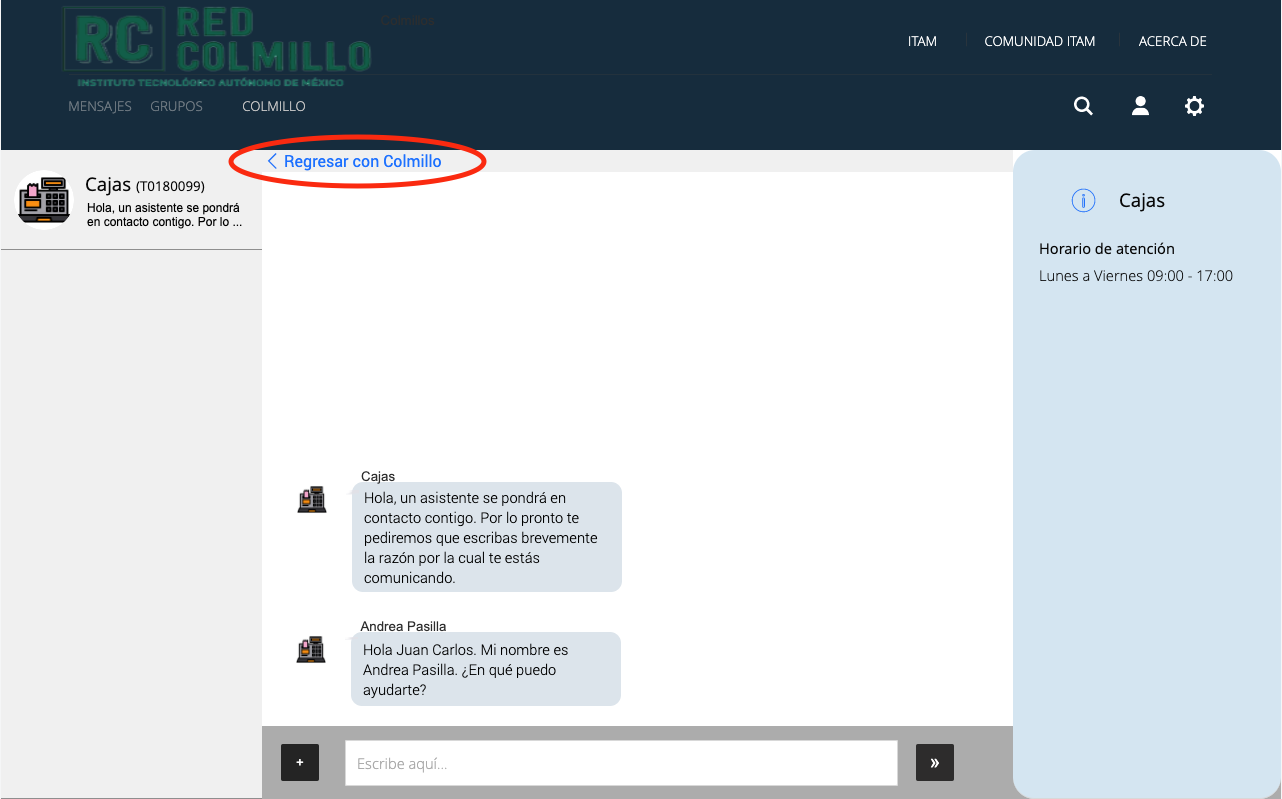 RC RED
COLMILLO
INSTITUTO TECNOLÓGICO AUTÓNOMO DE MÉXICO
Colmillos
ITAM
COMUNIDAD ITAM
ACERCA DE
MENSAJES GRUPOS COLMILLO
Regresar con Colmillo
Cajas (T0180099)
Hola, un asistente se pondrá
en contacto contigo. Por lo ...
Cajas
Hola, un asistente se pondrá en
contacto contigo. Por lo pronto te
pediremos que escribas brevemente
la razón por la cual te estás
comunicando.
Andrea Pasilla
Hola Juan Carlos. Mi nombre es
Andrea Pasilla. ¿En qué puedo
ayudarte?
+
Escribe aquí...
»
i Cajas
Horario de atención
Lunes a Viernes 09:00 - 17:00